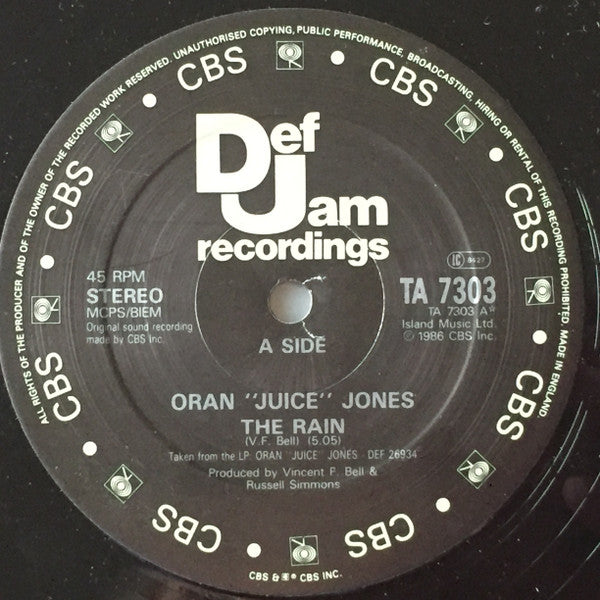 ALL RIGHTS OF THE PRODUCER AND OF THE OWNER OF THE RECORDED WORK RESERVED. UNAUTHORISED COPYING, PUBLIC PERFORMANCE, BROADCASTING, HIRING OR RENTAL OF THIS RECORDING PROHIBITED. MADE IN ENGLAND.
CBS
CBS
CBS
CBS
CBS
CBS
CBS
CBS
Def
Jam
recordings
45 RPM
STEREO
MCPS/BIEM
Original sound recording
made by CBS Inc.
A SIDE
IC 8627
TA 7303
TA 7303 A*
Island Music Ltd.
℗ 1986 CBS Inc.
ORAN "JUICE" JONES
THE RAIN
(V.F. Bell) (5.05)
Taken from the LP ORAN "JUICE" JONES - DEF 26934
Produced by Vincent F. Bell &
Russell Simmons
CBS & ® CBS INC.